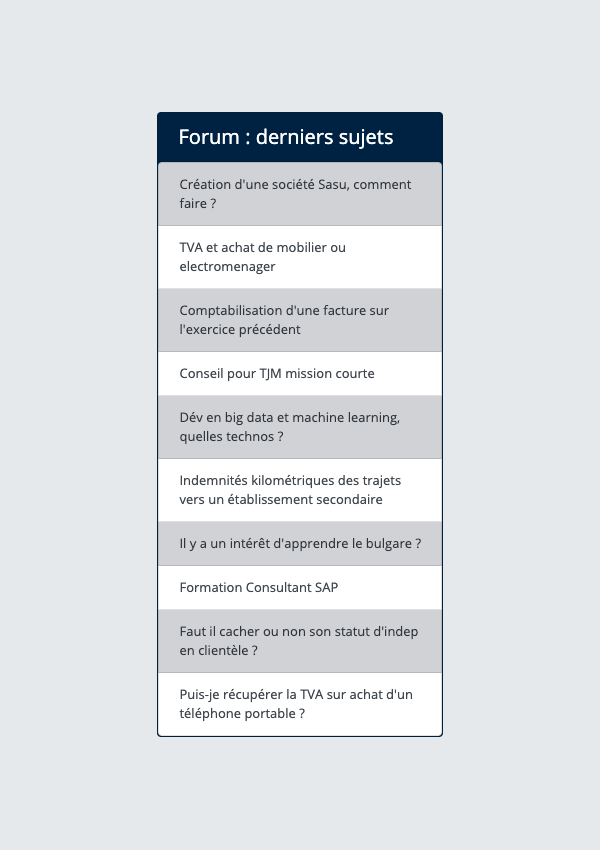 Forum : derniers sujets
Création d'une société Sasu, comment
faire ?
TVA et achat de mobilier ou
electromenager
Comptabilisation d'une facture sur
l'exercice précédent
Conseil pour TJM mission courte
Dév en big data et machine learning,
quelles technos ?
Indemnités kilométriques des trajets
vers un établissement secondaire
Il y a un intérêt d'apprendre le bulgare ?
Formation Consultant SAP
Faut il cacher ou non son statut d'indep
en clientèle ?
Puis-je récupérer la TVA sur achat d'un
téléphone portable ?